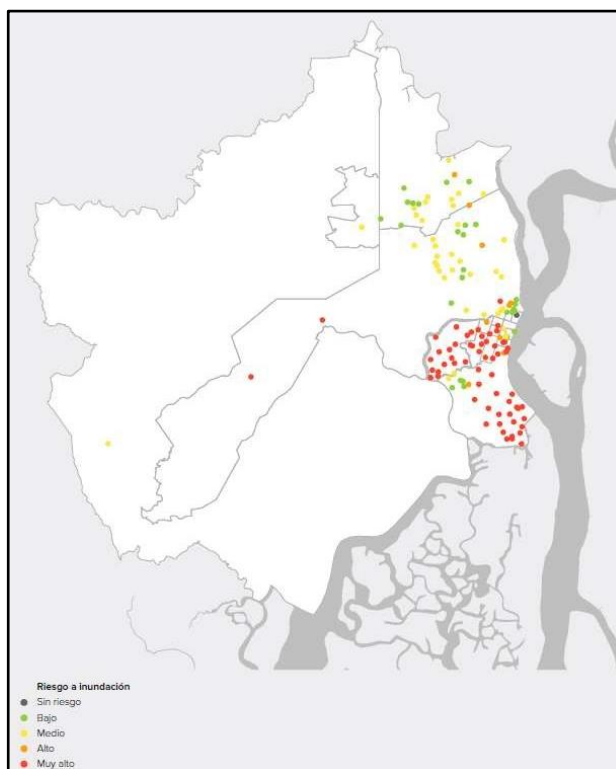 Riesgo a inundación
Sin riesgo
Bajo
Medio
Alto
Muy alto